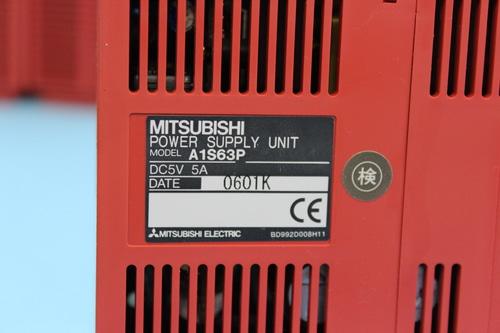 MITSUBISHI
POWER SUPPLY UNIT
MODEL A1S63P
DC5V 5A
DATE 0601K
CE
MITSUBISHI ELECTRIC BD992D008H11
検